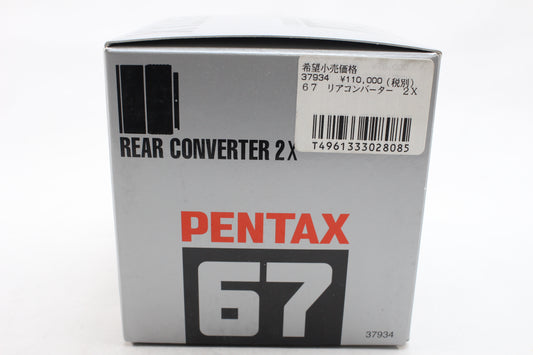 希望小売価格
37934 ¥110,000(税別)
67 リアコンバーター 2X
T4961333028085
REAR CONVERTER 2X
PENTAX
67
37934